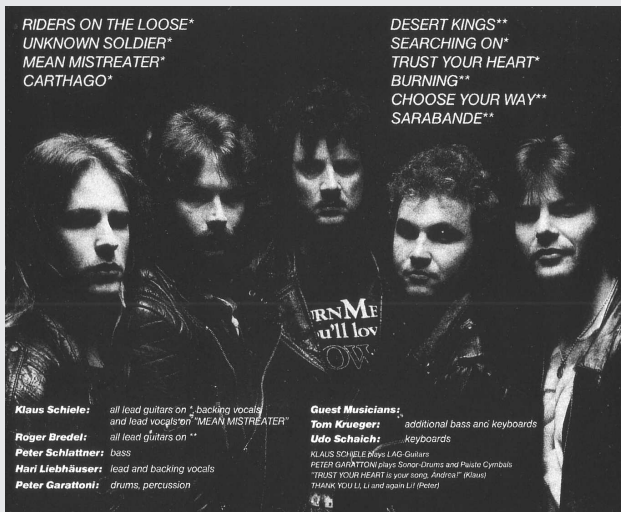 RIDERS ON THE LOOSE*
UNKNOWN SOLDIER*
MEAN MISTREATER*
CARTHAGO*
DESERT KINGS**
SEARCHING ON*
TRUST YOUR HEART*
BURNING**
CHOOSE YOUR WAY**
SARABANDE**
URNME
u'll lov
OW
Klaus Schiele: all lead guitars on *, backing vocals
and lead vocals on "MEAN MISTREATER"
Roger Bredel: all lead guitars on **
Peter Schlattner: bass
Hari Liebhäuser: lead and backing vocals
Peter Garattoni: drums, percussion
Guest Musicians:
Tom Krueger: additional bass and keyboards
Udo Schaich: keyboards
KLAUS SCHIELE plays LAG-Guitars
PETER GARATTONI plays Sonor-Drums and Paiste Cymbals
"TRUST YOUR HEART is your song, Andrea!" (Klaus)
THANK YOU LI, Li and again Li! (Peter)